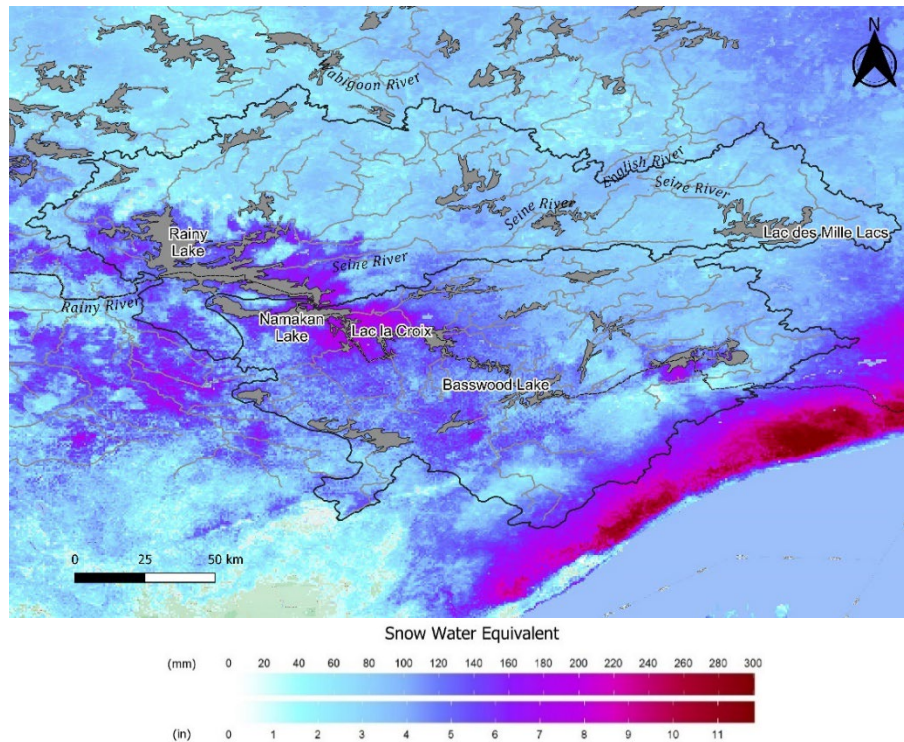 N
Wabigoon River
English River
Seine River
Seine River
Rainy
Lake
Lac des Mille Lacs
Seine River
Rainy River
Namakan
Lake
Lac la Croix
Basswood Lake
0 25 50 km
Snow Water Equivalent
(mm) 0 20 40 60 80 100 120 140 160 180 200 220 240 260 280 300
(in) 0 1 2 3 4 5 6 7 8 9 10 11